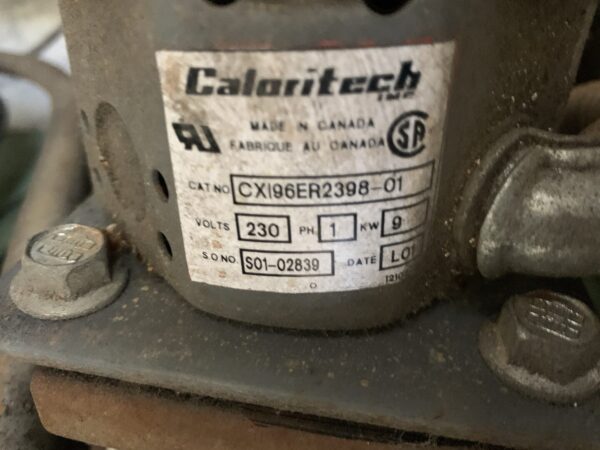 Caloritech
INC.
MADE IN CANADA
FABRIQUE AU CANADA
CAT NO CXI96ER2398-01
VOLTS 230 PH 1 KW 9
S.O.NO. S01-02839 DATE LO1